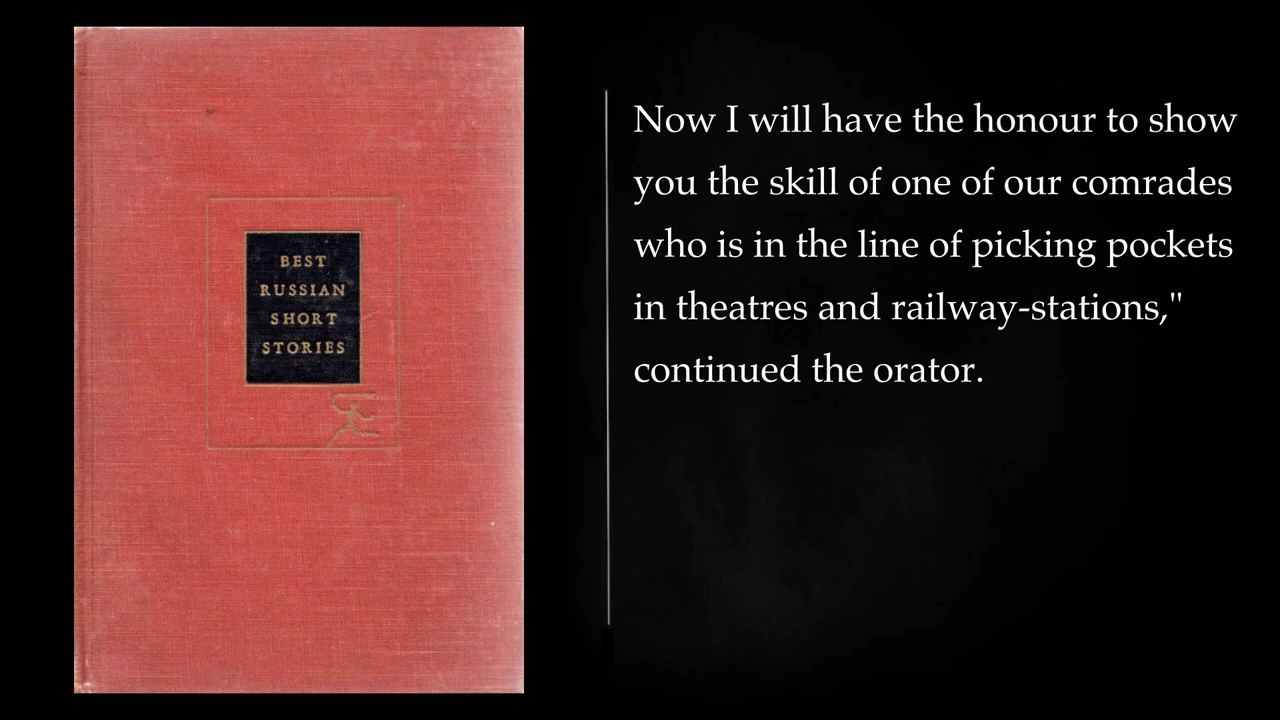 BEST
RUSSIAN
SHORT
STORIES
Now I will have the honour to show
you the skill of one of our comrades
who is in the line of picking pockets
in theatres and railway-stations,"
continued the orator.